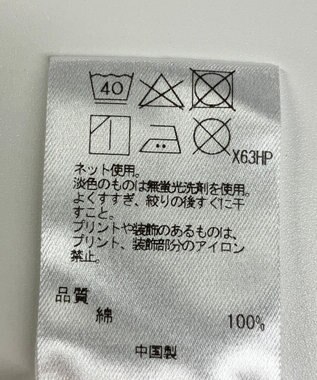 40
X63HP
ネット使用。
淡色のものは無蛍光洗剤を使用。
よくすすぎ、絞りの後すぐに干
すこと。
プリントや装飾のあるものは、
プリント、装飾部分のアイロン
禁止。
品質
綿 100%
中国製